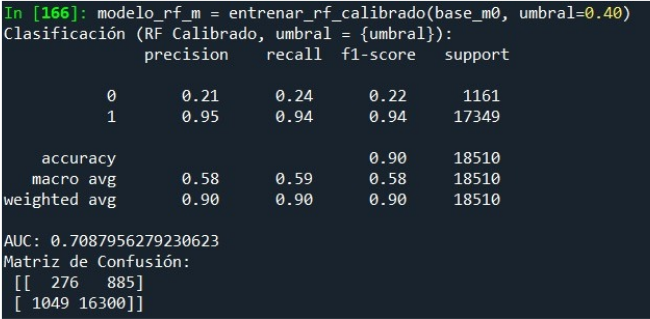 In [166]: modelo_rf_m = entrenar_rf_calibrado(base_m0, umbral=0.40)
Clasificación (RF Calibrado, umbral = {umbral}):
precision recall f1-score support
0 0.21 0.24 0.22 1161
1 0.95 0.94 0.94 17349
accuracy 0.90 18510
macro avg 0.58 0.59 0.58 18510
weighted avg 0.90 0.90 0.90 18510
AUC: 0.7087956279230623
Matriz de Confusión:
[[ 276 885]
[ 1049 16300]]